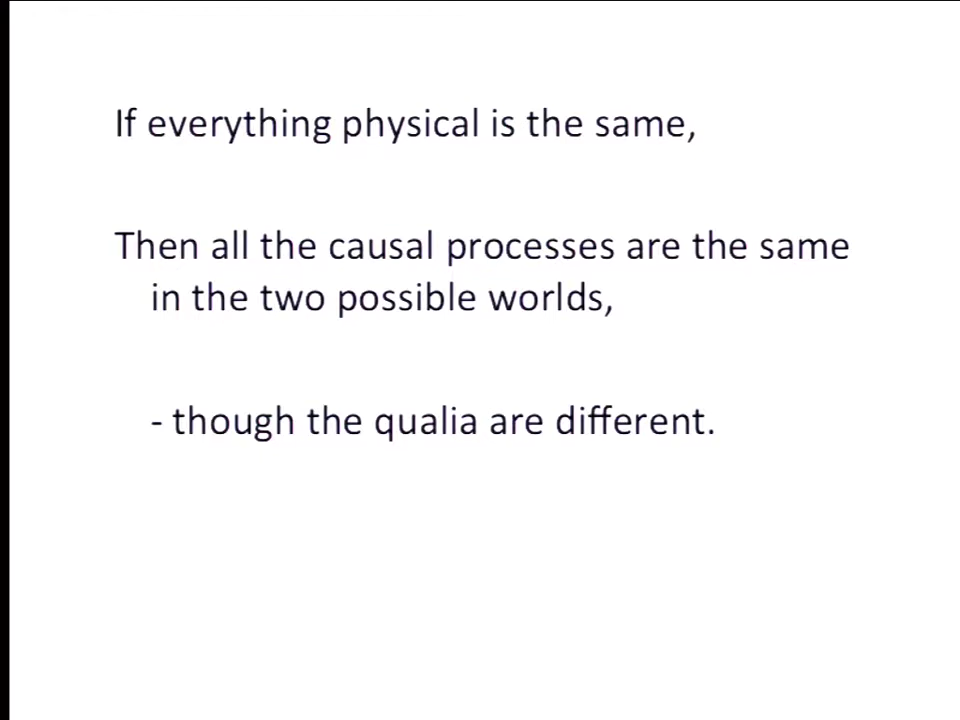 If everything physical is the same,
Then all the causal processes are the same
in the two possible worlds,
- though the qualia are different.